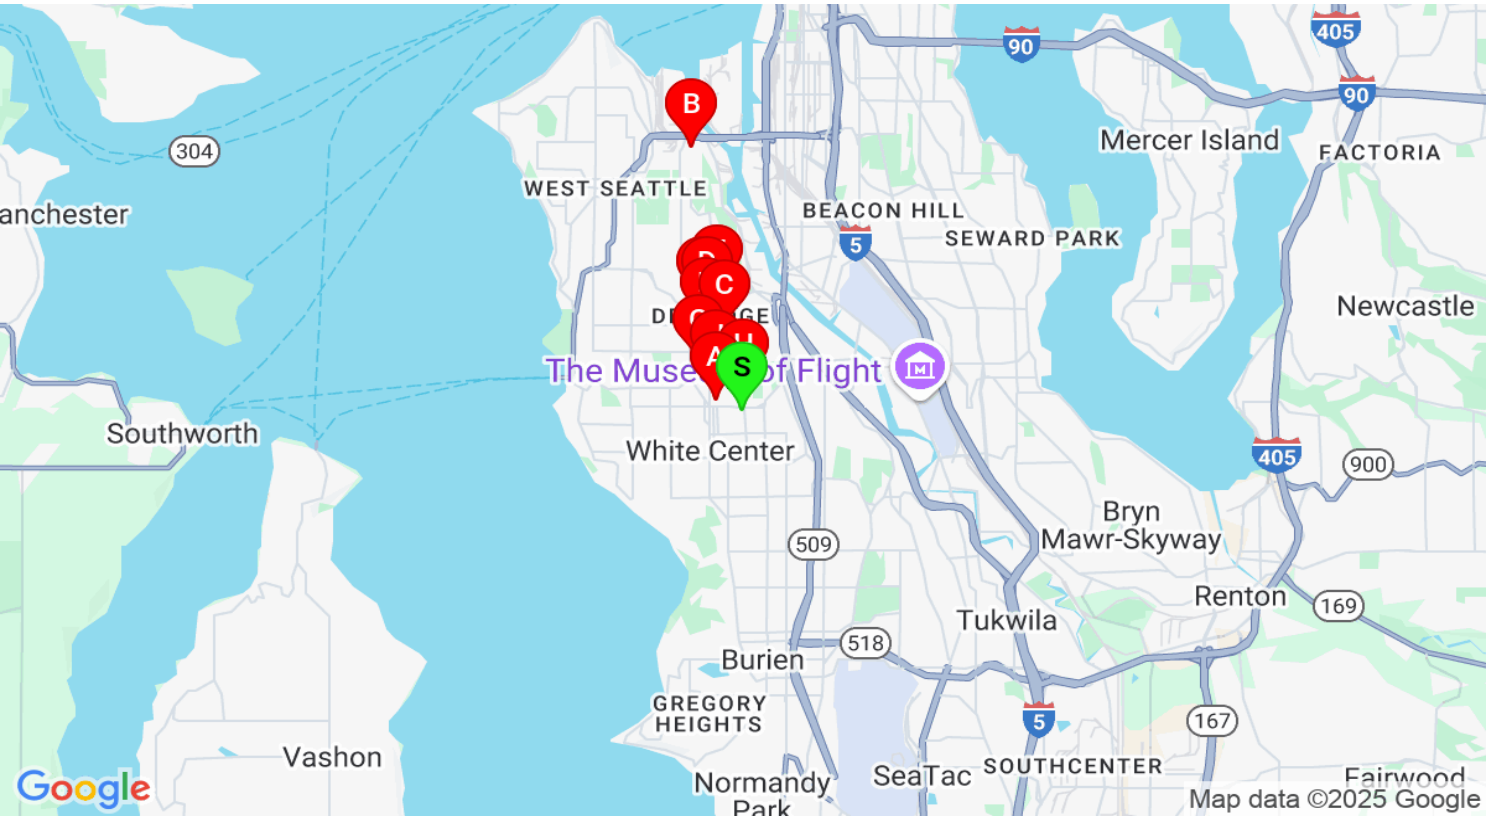 90
405
90
Mercer Island
FACTORIA
304
B
WEST SEATTLE
anchester
BEACON HILL
SEWARD PARK
5
D
C
Newcastle
S
A
The Muse
of Flight
Southworth
White Center
405
900
Bryn
Mawr-Skyway
509
Renton
169
Tukwila
518
Burien
GREGORY
HEIGHTS
5
167
Vashon
Normandy
Park
SeaTac
SOUTHCENTER
Fairwood
Google
Map data ©2025 Google